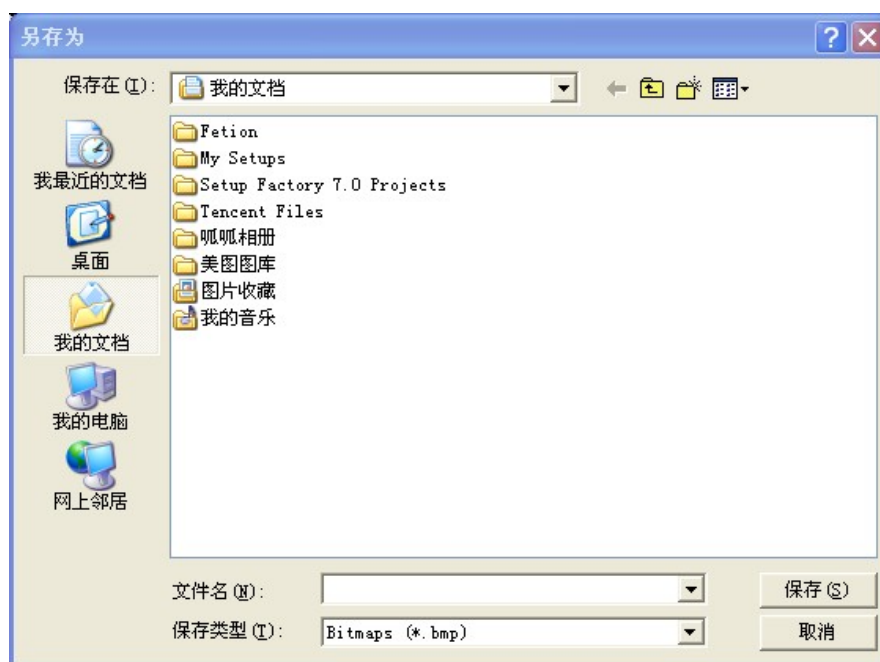 另存为
保存在(I):
我的文档
我最近的文档
桌面
我的文档
我的电脑
网上邻居
Fetion
My Setups
Setup Factory 7.0 Projects
Tencent Files
呱呱相册
美图图库
图片收藏
我的音乐
文件名(N):
保存(S)
保存类型(T):
Bitmaps (*.bmp)
取消